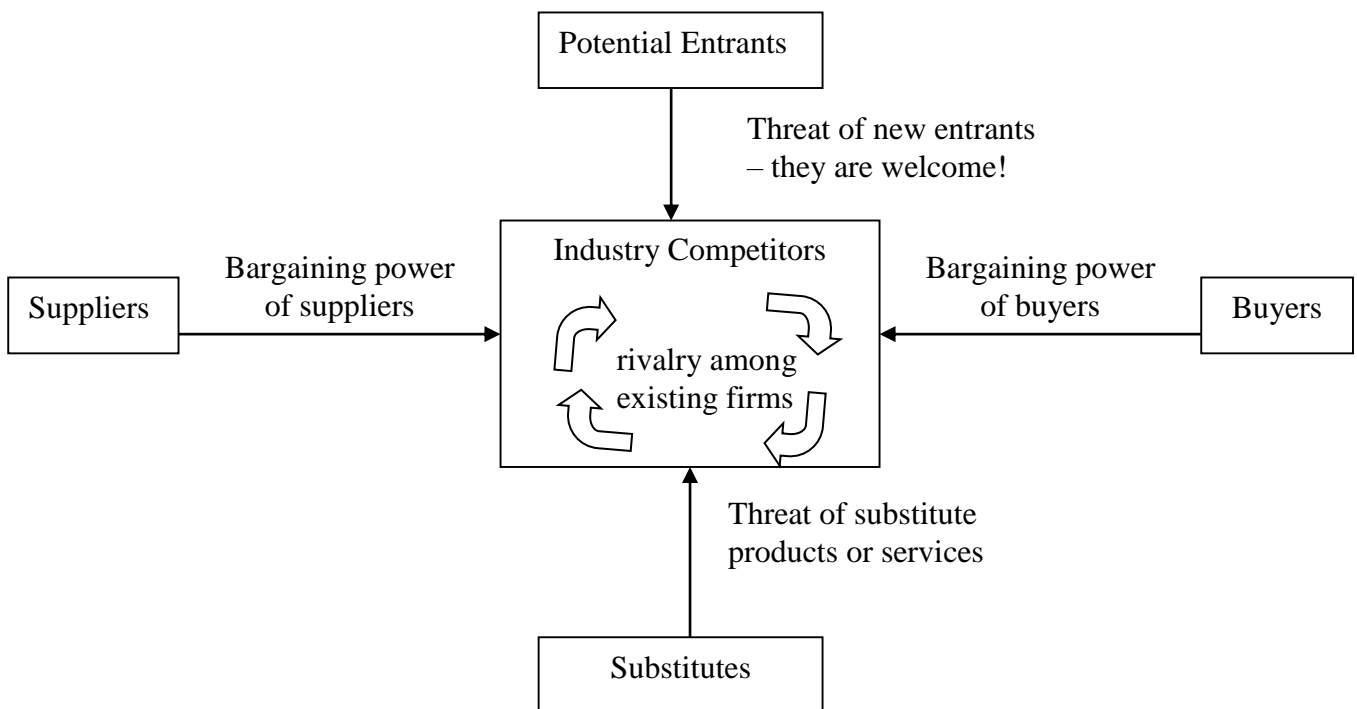 Potential Entrants
Threat of new entrants
– they are welcome!
Industry Competitors
Bargaining power
of suppliers
Bargaining power
of buyers
Suppliers
Buyers
rivalry among
existing firms
Threat of substitute
products or services
Substitutes